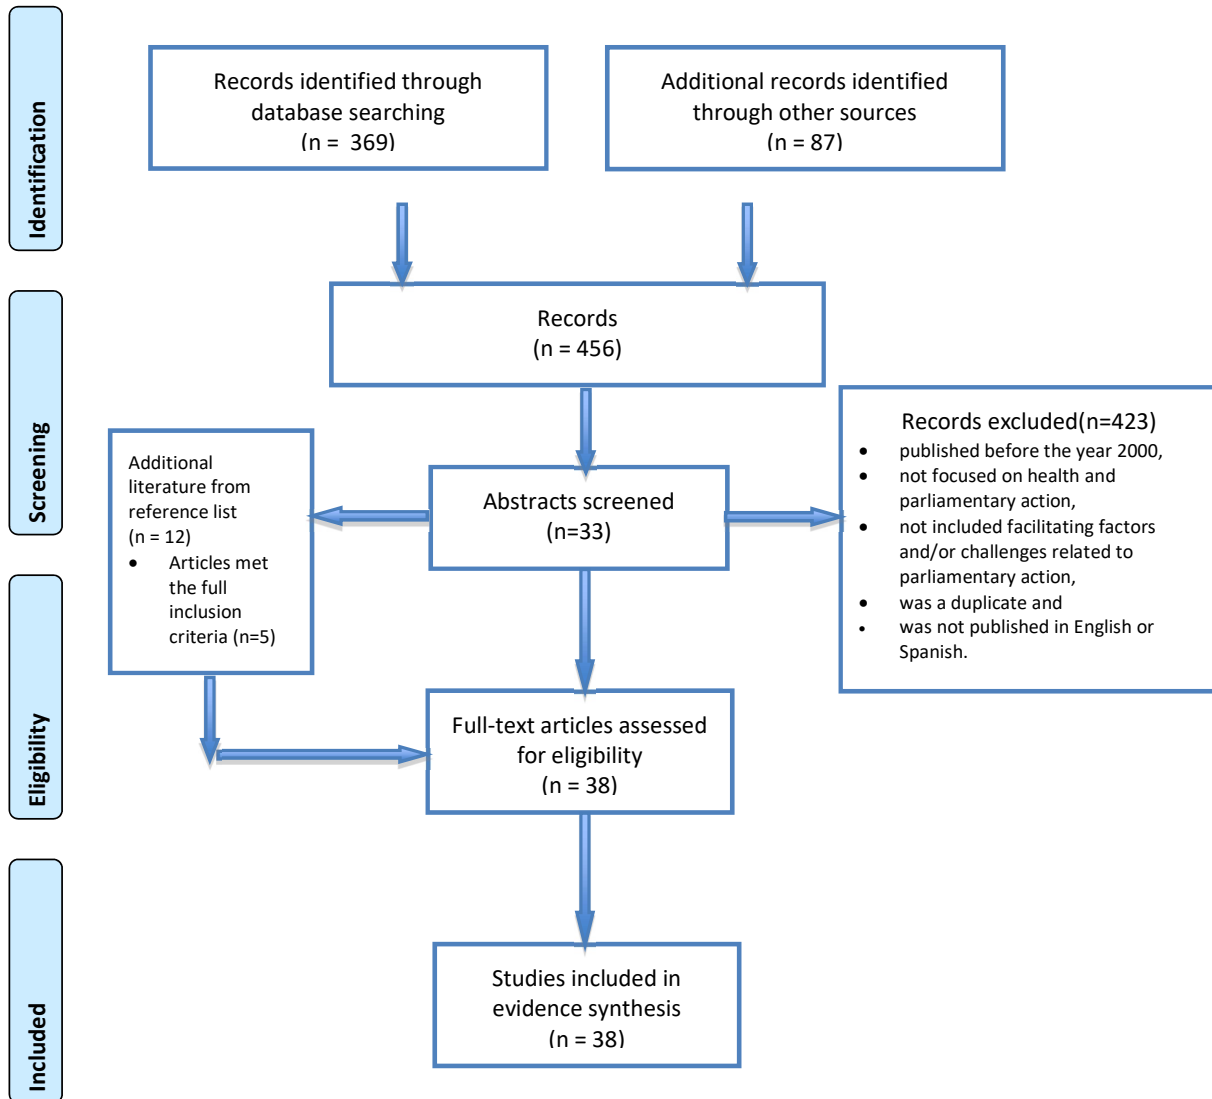 Identification
Records identified through
database searching
(n = 369)
Additional records identified
through other sources
(n = 87)
Screening
Records
(n = 456)
Additional
literature from
reference list
(n = 12)
• Articles met
the full
inclusion
criteria (n=5)
Abstracts screened
(n=33)
Records excluded(n=423)
• published before the year 2000,
• not focused on health and
parliamentary action,
• not included facilitating factors
and/or challenges related to
parliamentary action,
• was a duplicate and
• was not published in English or
Spanish.
Eligibility
Full-text articles assessed
for eligibility
(n = 38)
Included
Studies included in
evidence synthesis
(n = 38)